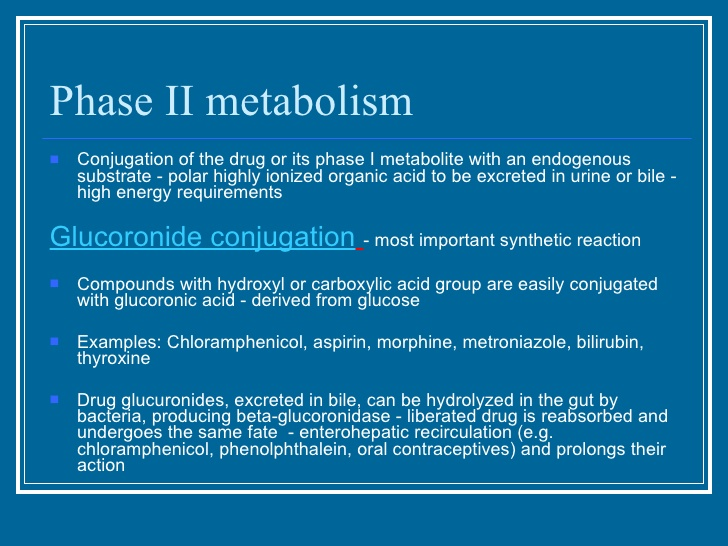 Phase II metabolism
Conjugation of the drug or its phase I metabolite with an endogenous
substrate - polar highly ionized organic acid to be excreted in urine or bile -
high energy requirements
Glucoronide conjugation - most important synthetic reaction
Compounds with hydroxyl or carboxylic acid group are easily conjugated
with glucoronic acid - derived from glucose
Examples: Chloramphenicol, aspirin, morphine, metroniazole, bilirubin,
thyroxine
Drug glucuronides, excreted in bile, can be hydrolyzed in the gut by
bacteria, producing beta-glucoronidase - liberated drug is reabsorbed and
undergoes the same fate  - enterohepatic recirculation (e.g.
chloramphenicol, phenolphthalein, oral contraceptives) and prolongs their
action